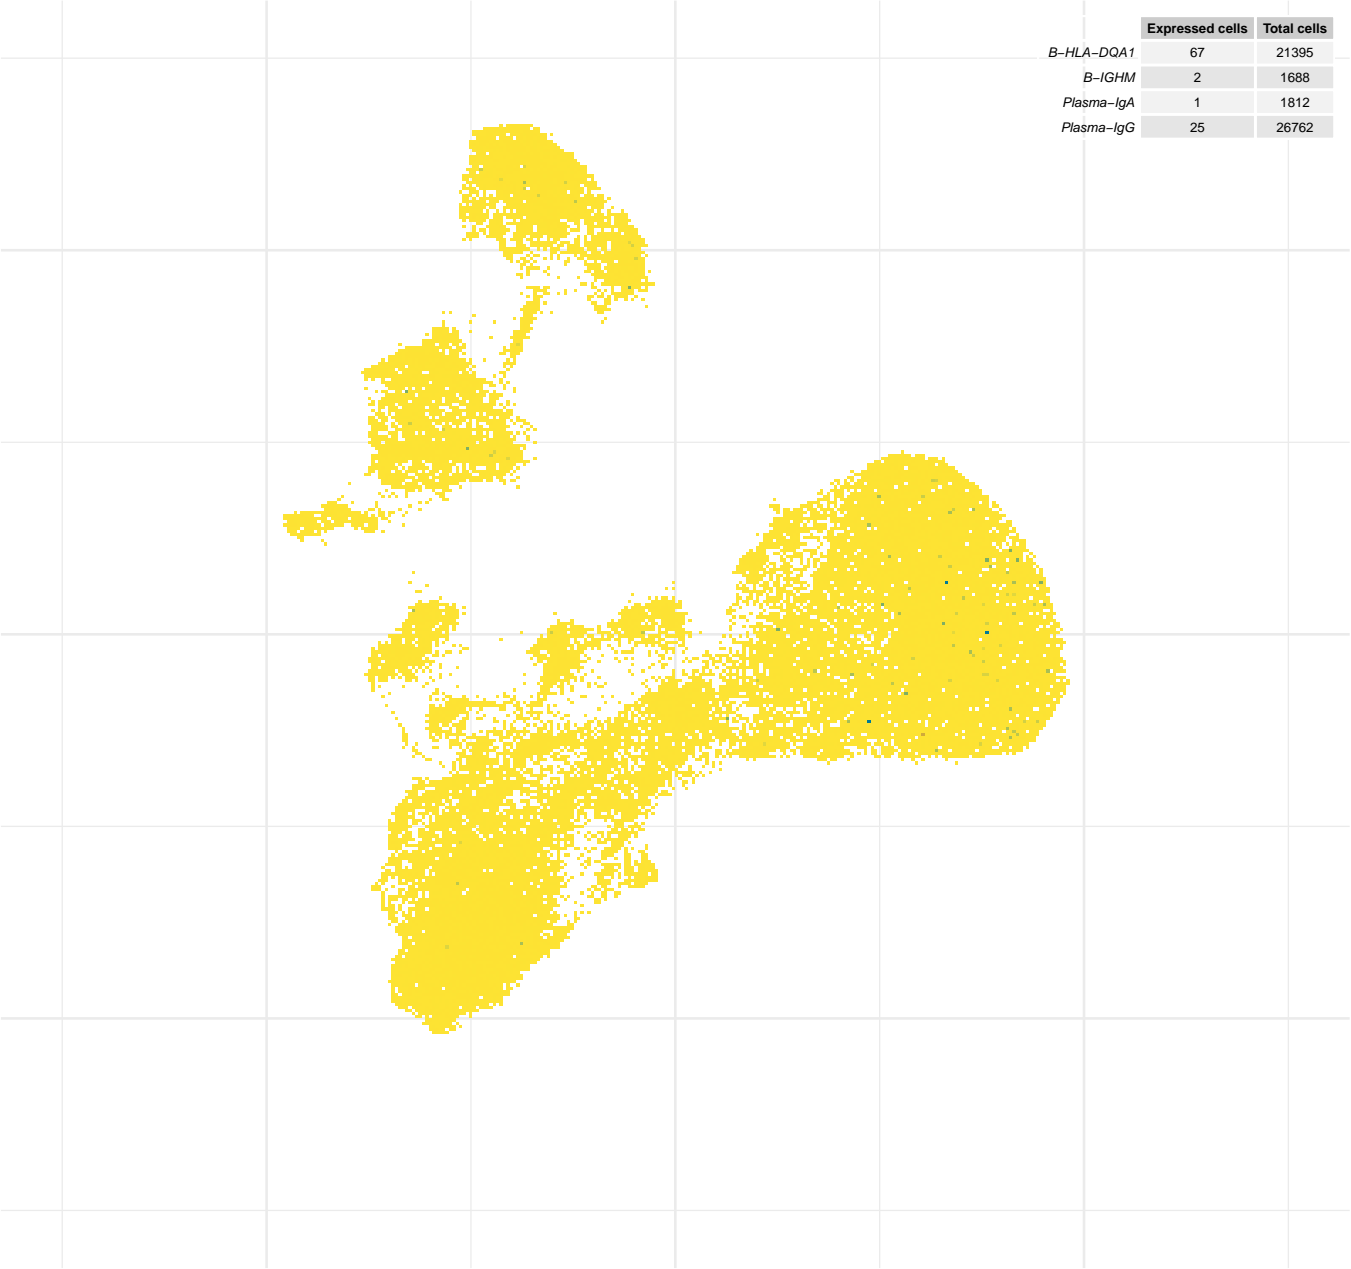 Expressed cells Total cells
B−HLA−DQA1 67 21395
B−IGHM 2 1688
Plasma−IgA 1 1812
Plasma−IgG 25 26762